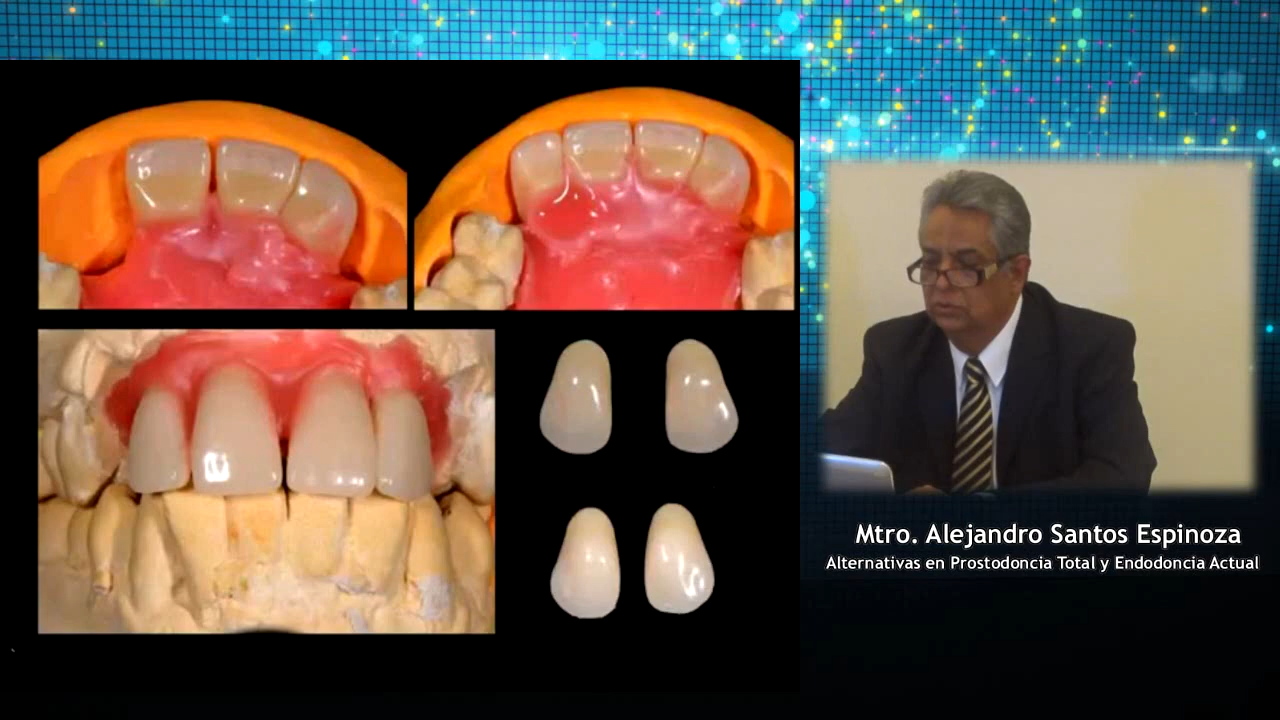 Mtro. Alejandro Santos Espinoza
Alternativas en Prostodoncia Total y Endodoncia Actual